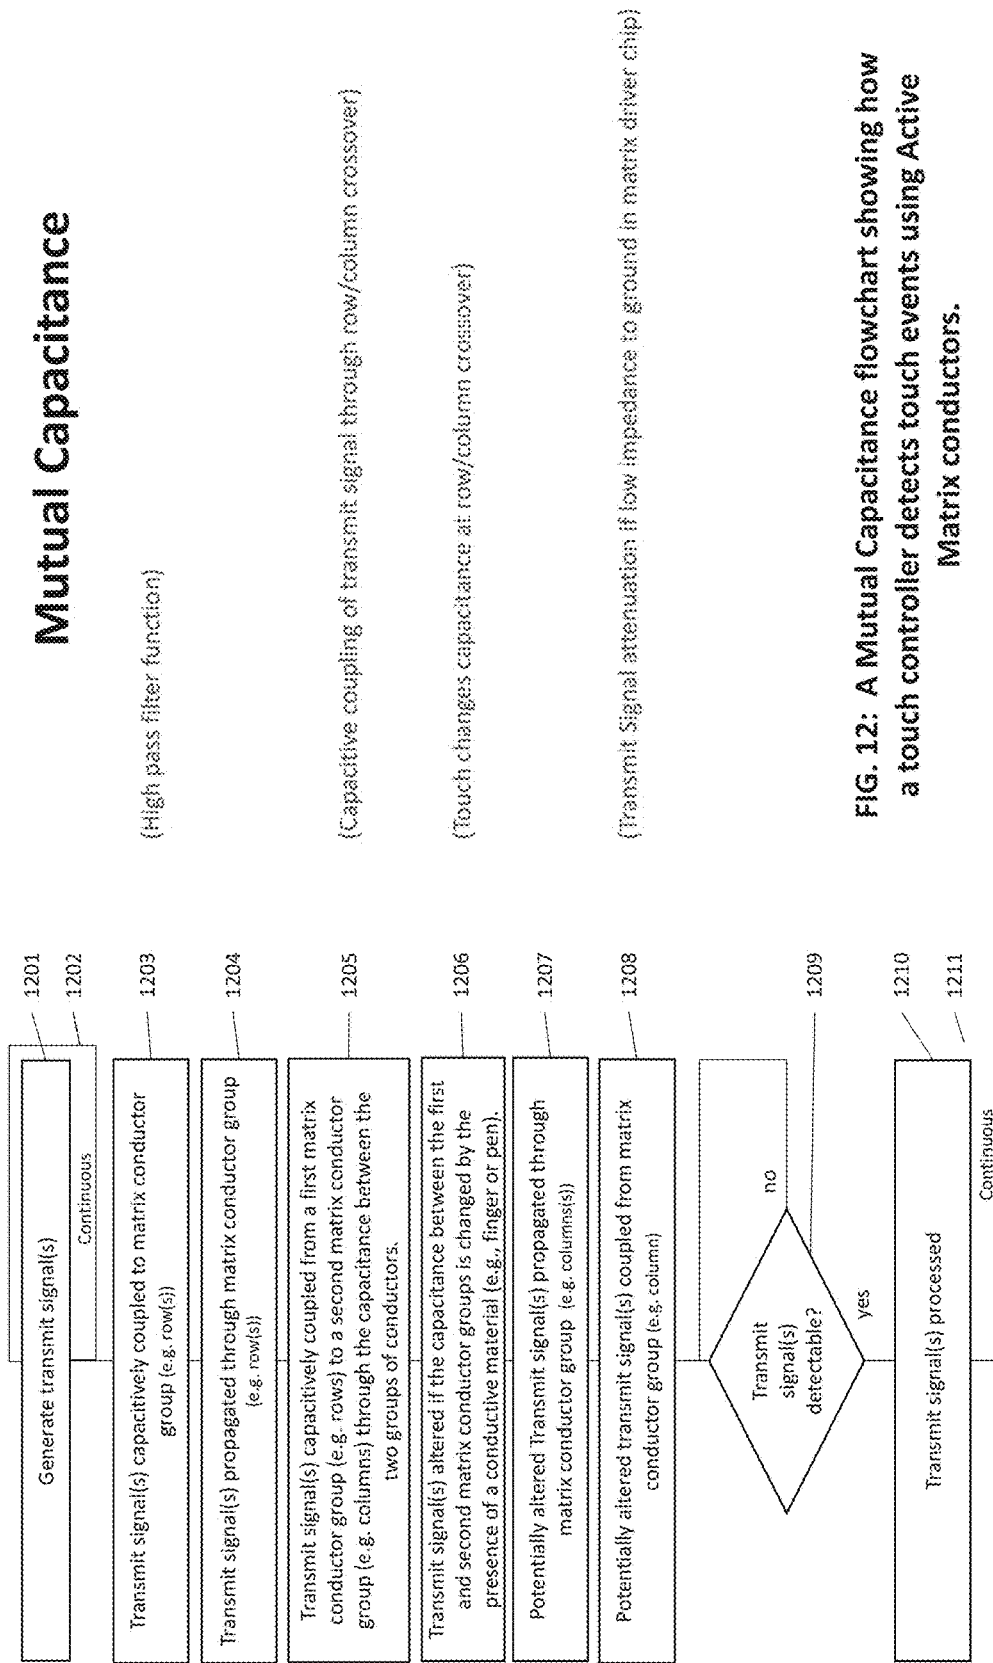 Mutual Capacitance
Generate transmit signal(s)
1201
1202
Continuous
Transmit signal(s) capacitively coupled to matrix conductor
group (e.g. row(s))
1203
(High pass filter function)
Transmit signal(s) propagated through matrix conductor group
(e.g. row(s))
1204
Transmit signal(s) capacitively coupled from a first matrix
conductor group (e.g. rows) to a second matrix conductor
group (e.g. columns) through the capacitance between the
two groups of conductors.
1205
(Capacitive coupling of transmit signal through row/column crossover)
Transmit signal(s) altered if the capacitance between the first
and second matrix conductor groups is changed by the
presence of a conductive material (e.g., finger or pen).
1206
(Touch changes capacitance at row/column crossover)
Potentially altered Transmit signal(s) propagated through
matrix conductor group (e.g. columns(s))
1207
Potentially altered transmit signal(s) coupled from matrix
conductor group (e.g. column)
1208
(Transmit Signal attenuation if low impedance to ground in matrix driver chip)
Transmit
signal(s)
detectable?
no
1209
yes
Transmit signal(s) processed
1210
1211
Continuous
FIG. 12: A Mutual Capacitance flowchart showing how
a touch controller detects touch events using Active
Matrix conductors.